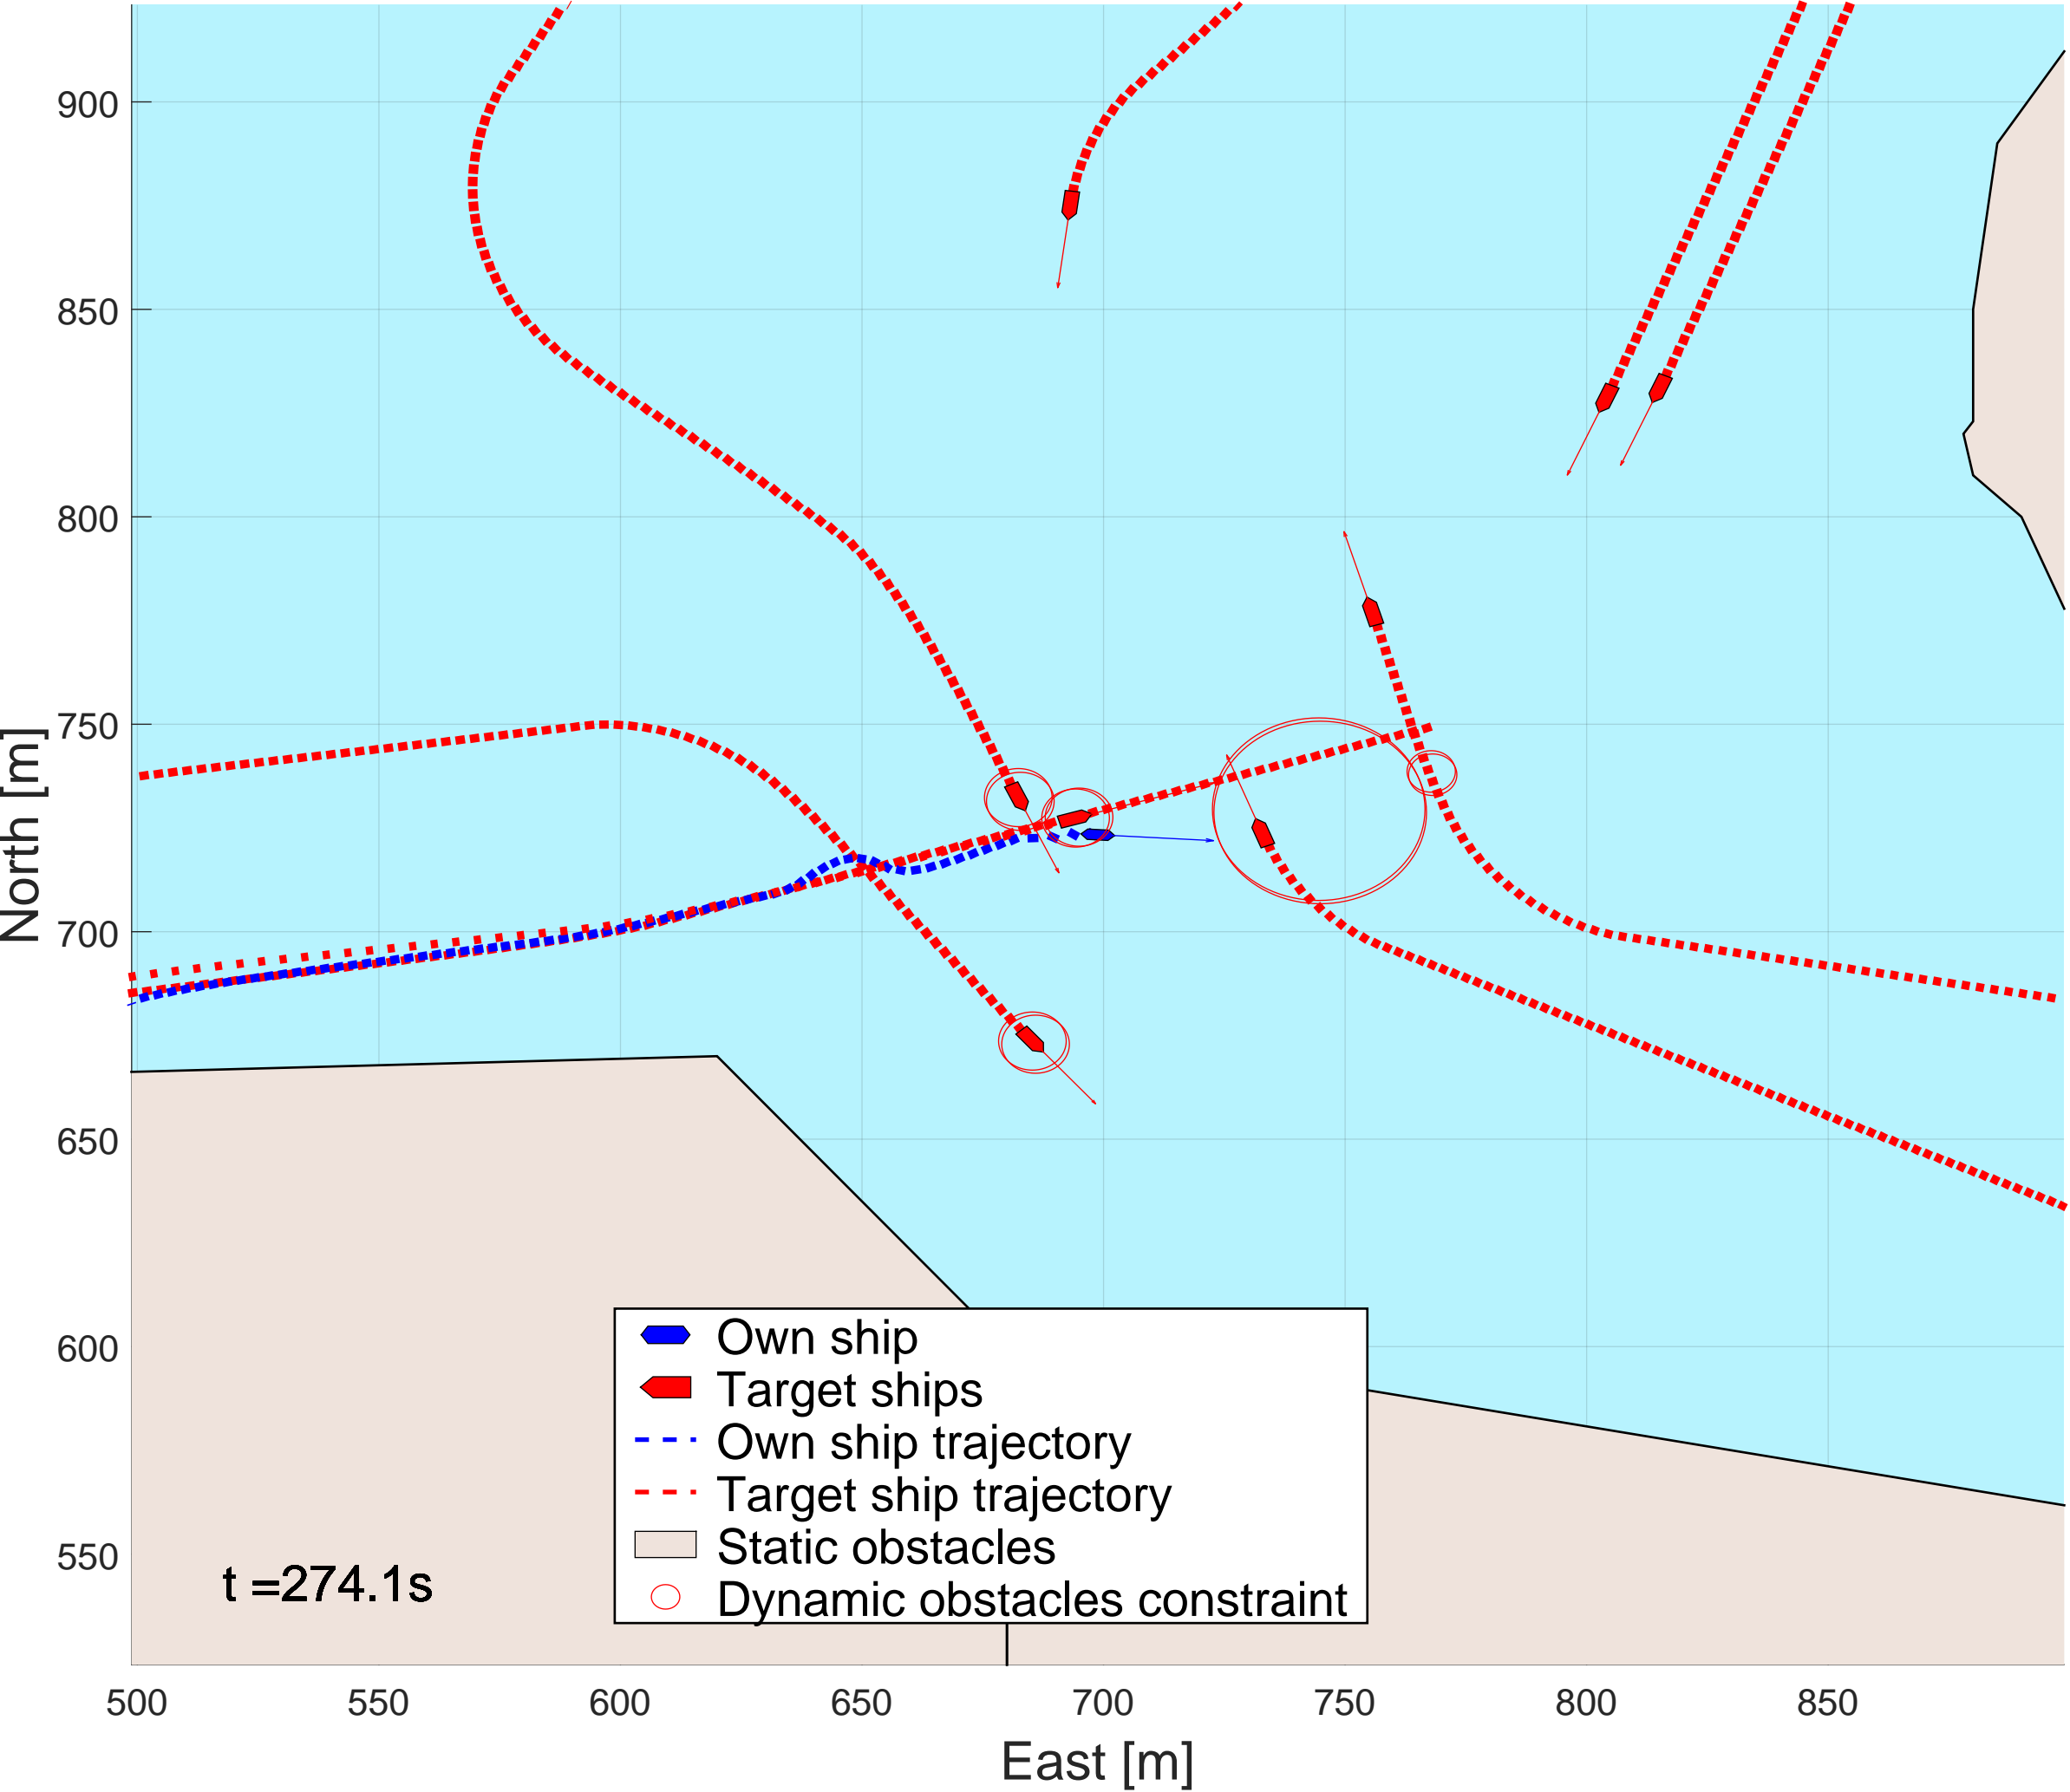 900
850
800
750
700
650
600
550
North [m]
Own ship
Target ships
Own ship trajectory
Target ship trajectory
Static obstacles
Dynamic obstacles constraint
t =274.1s
500 550 600 650 700 750 800 850
East [m]